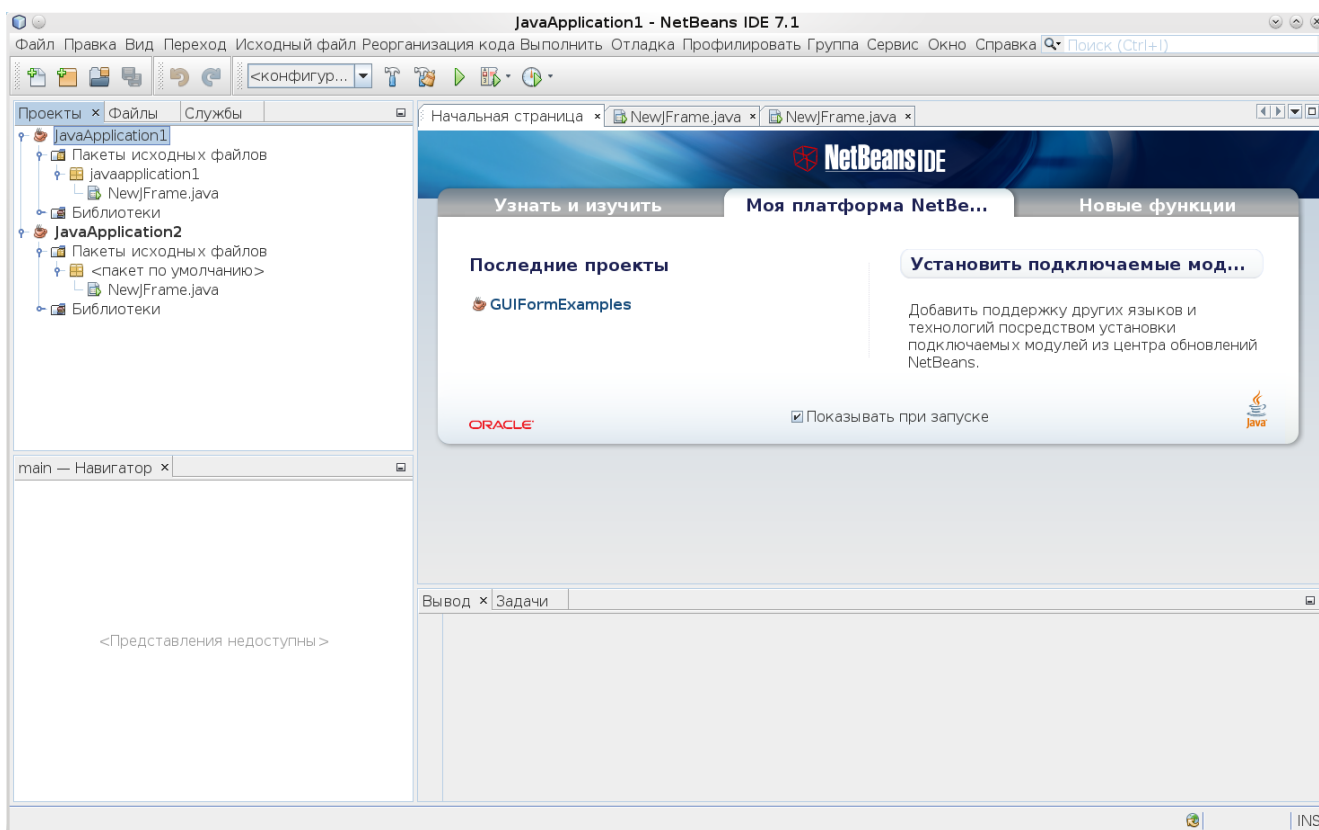 JavaApplication1 - NetBeans IDE 7.1
Файл Правка Вид Переход Исходный файл Реорганизация кода Выполнить Отладка Профилировать Группа Сервис Окно Справка Поиск (Ctrl+I)
<конфигур...
Проекты Файлы Службы
JavaApplication1
Пакеты исходных файлов
javaapplication1
NewJFrame.java
Библиотеки
JavaApplication2
Пакеты исходных файлов
<пакет по умолчанию>
NewJFrame.java
Библиотеки
main — Навигатор
<Представления недоступны>
Начальная страница NewJFrame.java NewJFrame.java
NetBeans IDE
Узнать и изучить Моя платформа NetBe... Новые функции
Последние проекты
GUIFormExamples
Установить подключаемые мод...
Добавить поддержку других языков и
технологий посредством установки
подключаемых модулей из центра обновлений
NetBeans.
ORACLE
Показывать при запуске
Java
Вывод Задачи
INS